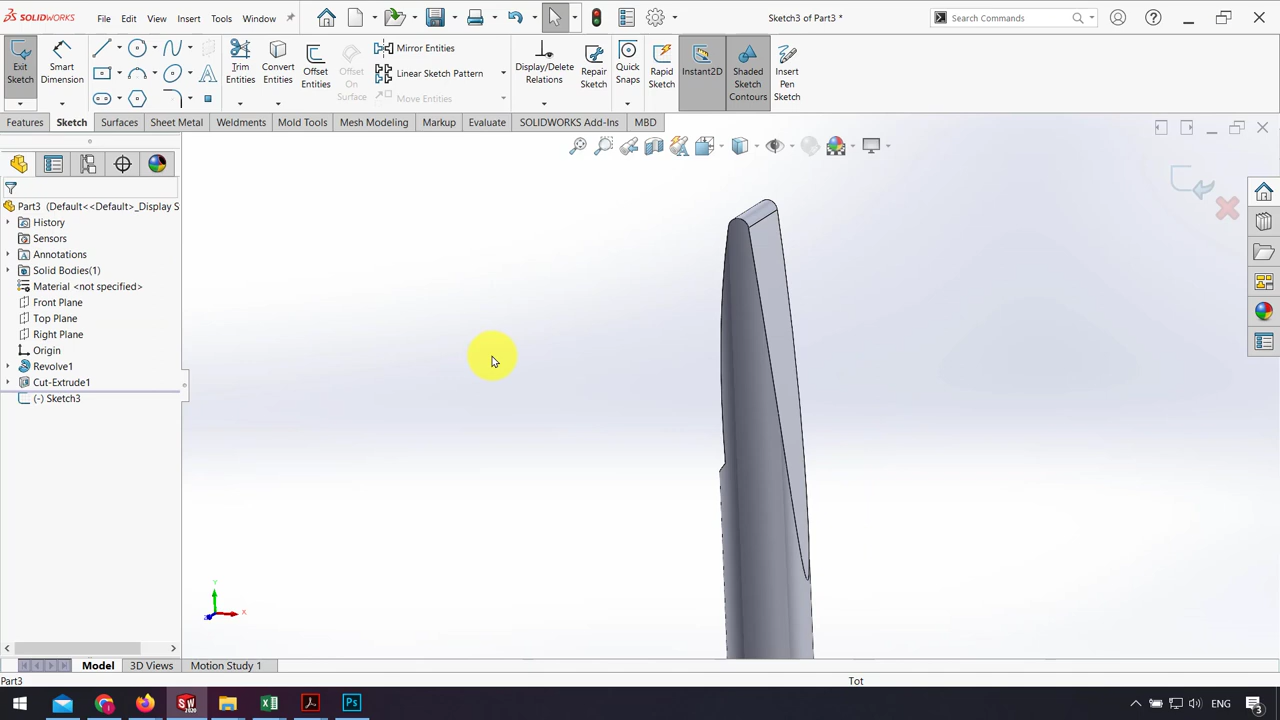 SOLIDWORKS
File
Edit
View
Insert
Tools
Window
Sketch3 of Part3 *
Search Commands
Exit Sketch
Smart Dimension
Trim Entities
Convert Entities
Offset Entities
Offset On Surface
Mirror Entities
Linear Sketch Pattern
Move Entities
Display/Delete Relations
Repair Sketch
Quick Snaps
Rapid Sketch
Instant2D
Shaded Sketch Contours
Insert Pen Sketch
Features
Sketch
Surfaces
Sheet Metal
Weldments
Mold Tools
Mesh Modeling
Markup
Evaluate
SOLIDWORKS Add-Ins
MBD
Part3 (Default<<Default>_Display S
History
Sensors
Annotations
Solid Bodies(1)
Material <not specified>
Front Plane
Top Plane
Right Plane
Origin
Revolve1
Cut-Extrude1
(-) Sketch3
Y
X
Z
Model
3D Views
Motion Study 1
Part3
Tot
SW
2020
Ps
ENG
3